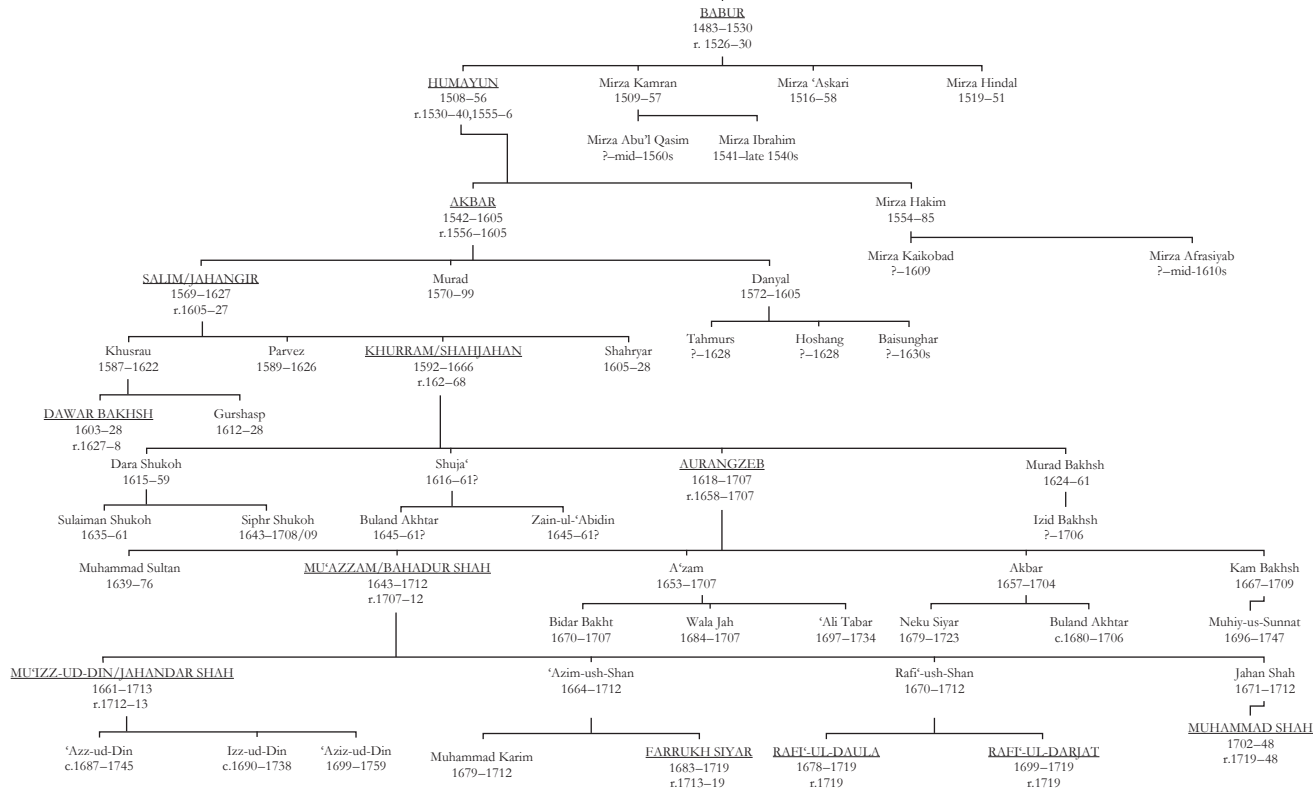 BABUR
1483–1530
r. 1526–30
HUMAYUN
1508–56
r.1530–40,1555–6
Mirza Kamran
1509–57
Mirza ‘Askari
1516–58
Mirza Hindal
1519–51
Mirza Abu’l Qasim
?–mid–1560s
Mirza Ibrahim
1541–late 1540s
AKBAR
1542–1605
r.1556–1605
Mirza Hakim
1554–85
Mirza Kaikobad
?–1609
Mirza Afrasiyab
?–mid-1610s
SALIM/JAHANGIR
1569–1627
r.1605–27
Murad
1570–99
Danyal
1572–1605
Tahmurs
?–1628
Hoshang
?–1628
Baisunghar
?–1630s
Khusrau
1587–1622
Parvez
1589–1626
KHURRAM/SHAHJAHAN
1592–1666
r.162–68
Shahryar
1605–28
DAWAR BAKHSH
1603–28
r.1627–8
Gurshasp
1612–28
Dara Shukoh
1615–59
Shuja‘
1616–61?
AURANGZEB
1618–1707
r.1658–1707
Murad Bakhsh
1624–61
Sulaiman Shukoh
1635–61
Siphr Shukoh
1643–1708/09
Buland Akhtar
1645–61?
Zain-ul-‘Abidin
1645–61?
Izid Bakhsh
?–1706
Muhammad Sultan
1639–76
MU‘AZZAM/BAHADUR SHAH
1643–1712
r.1707–12
A‘zam
1653–1707
Akbar
1657–1704
Kam Bakhsh
1667–1709
Bidar Bakht
1670–1707
Wala Jah
1684–1707
‘Ali Tabar
1697–1734
Neku Siyar
1679–1723
Buland Akhtar
c.1680–1706
Muhiy-us-Sunnat
1696–1747
MU‘IZZ-UD-DIN/JAHANDAR SHAH
1661–1713
r.1712–13
‘Azim-ush-Shan
1664–1712
Rafi‘-ush-Shan
1670–1712
Jahan Shah
1671–1712
‘Azz-ud-Din
c.1687–1745
Izz-ud-Din
c.1690–1738
‘Aziz-ud-Din
1699–1759
Muhammad Karim
1679–1712
FARRUKH SIYAR
1683–1719
r.1713–19
RAFI‘-UL-DAULA
1678–1719
r.1719
RAFI‘-UL-DARJAT
1699–1719
r.1719
MUHAMMAD SHAH
1702–48
r.1719–48